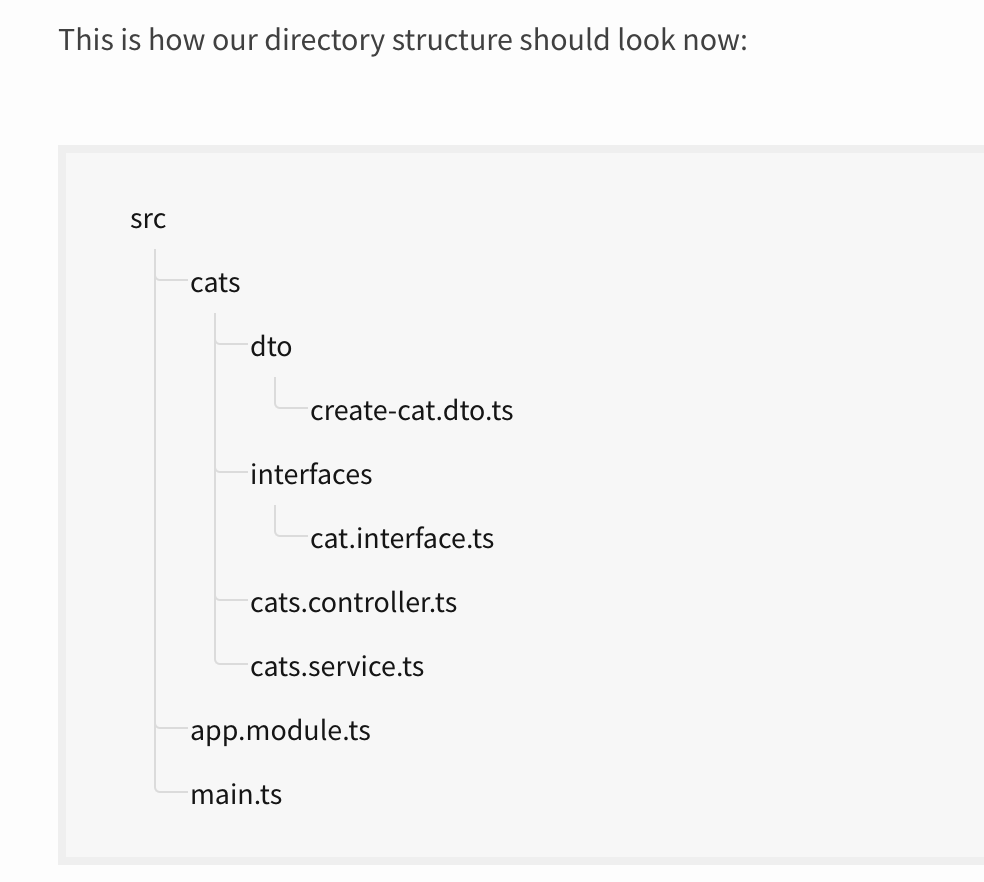 This is how our directory structure should look now:
src
cats
dto
create-cat.dto.ts
interfaces
cat.interface.ts
cats.controller.ts
cats.service.ts
app.module.ts
main.ts